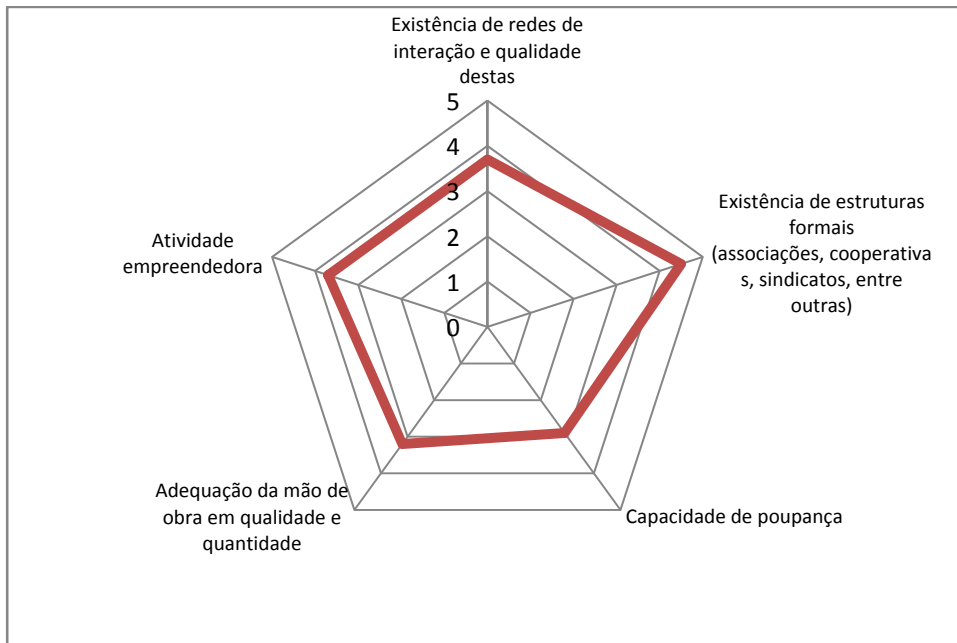 Existência de redes de
interação e qualidade
destas
5
4
3
2
1
0
Existência de estruturas
formais
(associações, cooperativa
s, sindicatos, entre
outras)
Capacidade de poupança
Adequação da mão de
obra em qualidade e
quantidade
Atividade
empreendedora